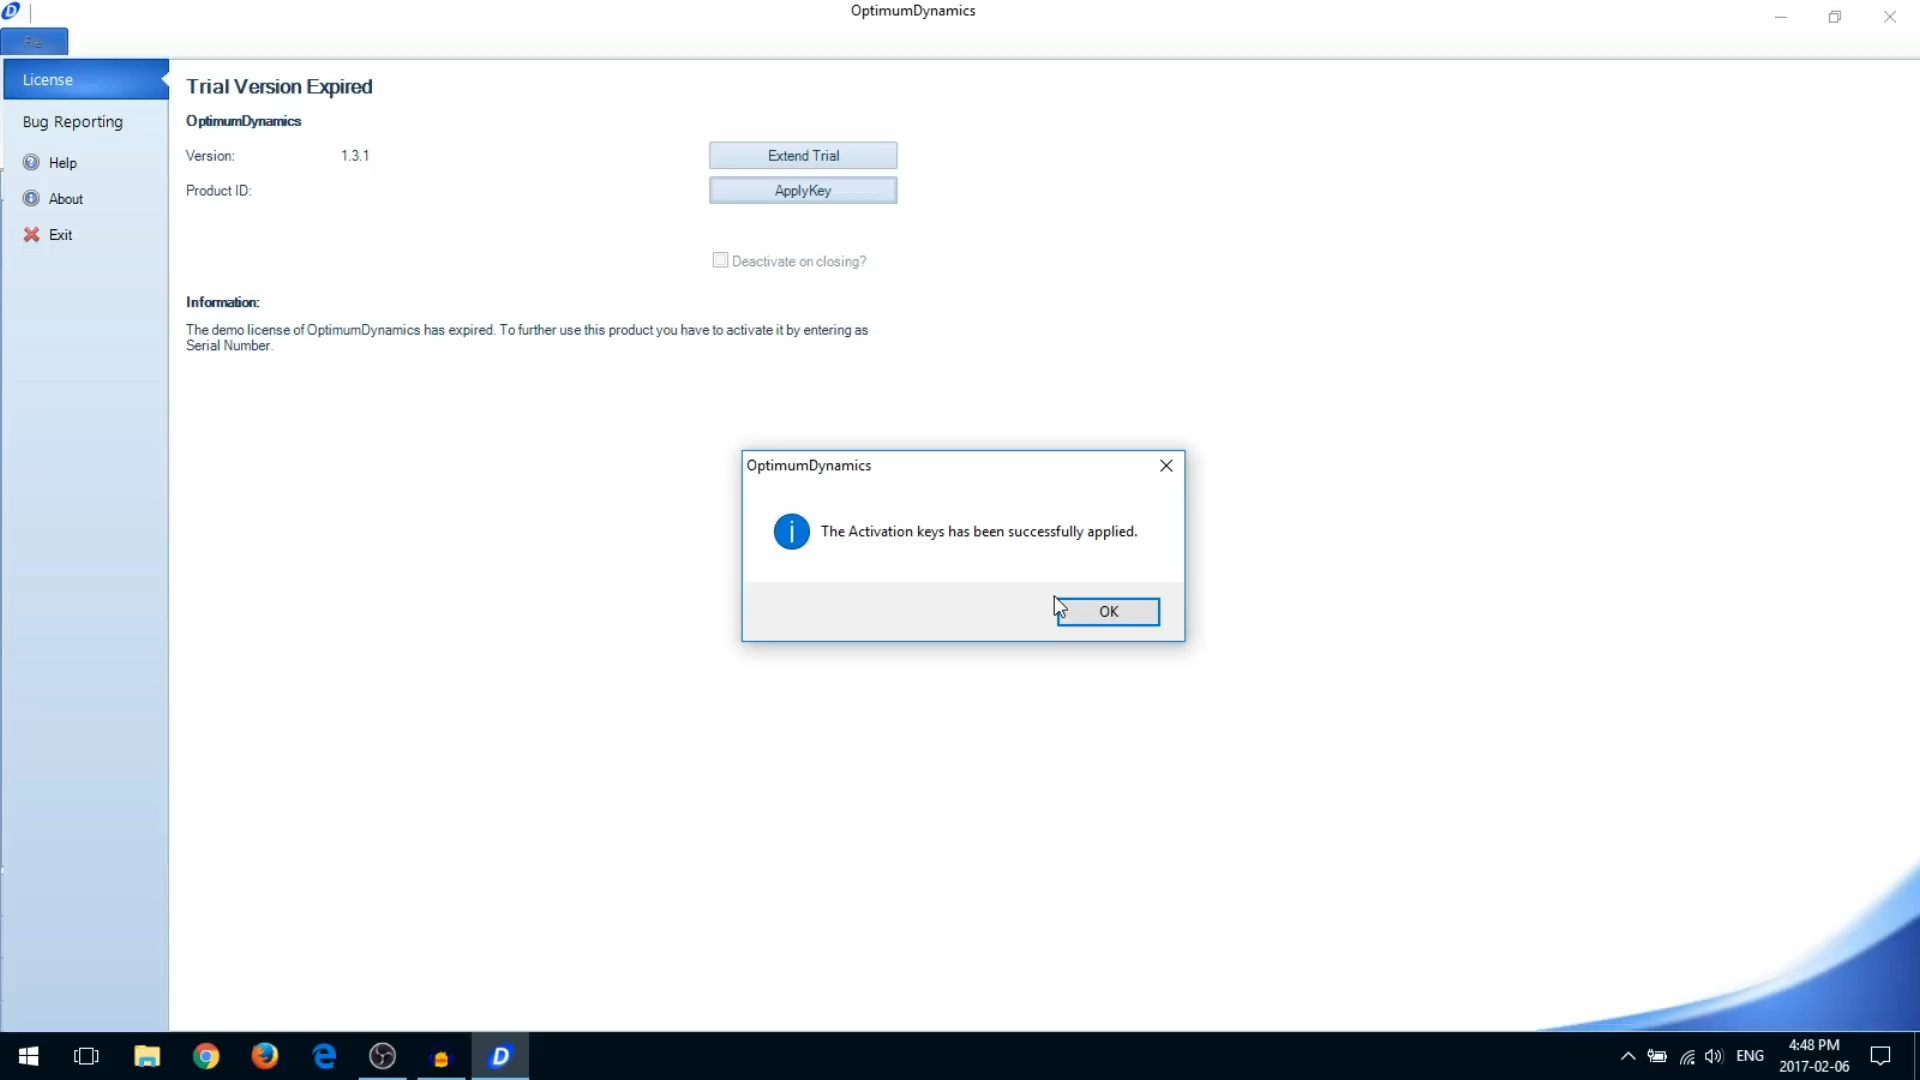 OptimumDynamics
File
License
Bug Reporting
Help
About
Exit
Trial Version Expired
OptimumDynamics
Version: 1.3.1
Extend Trial
Product ID:
ApplyKey
Deactivate on closing?
Information:
The demo license of OptimumDynamics has expired. To further use this product you have to activate it by entering as
Serial Number.
OptimumDynamics
The Activation keys has been successfully applied.
OK
ENG
4:48 PM
2017-02-06